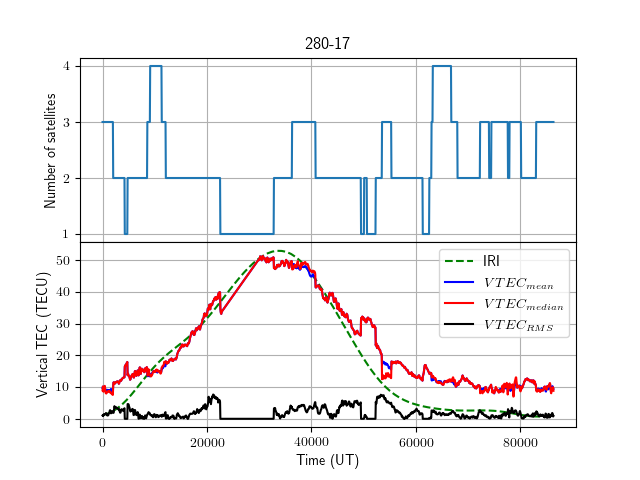 280-17
Number of satellites
4
3
2
1
Vertical TEC (TECU)
50
40
30
20
10
0
IRI
VTEC_mean
VTEC_median
VTEC_RMS
0 20000 40000 60000 80000
Time (UT)